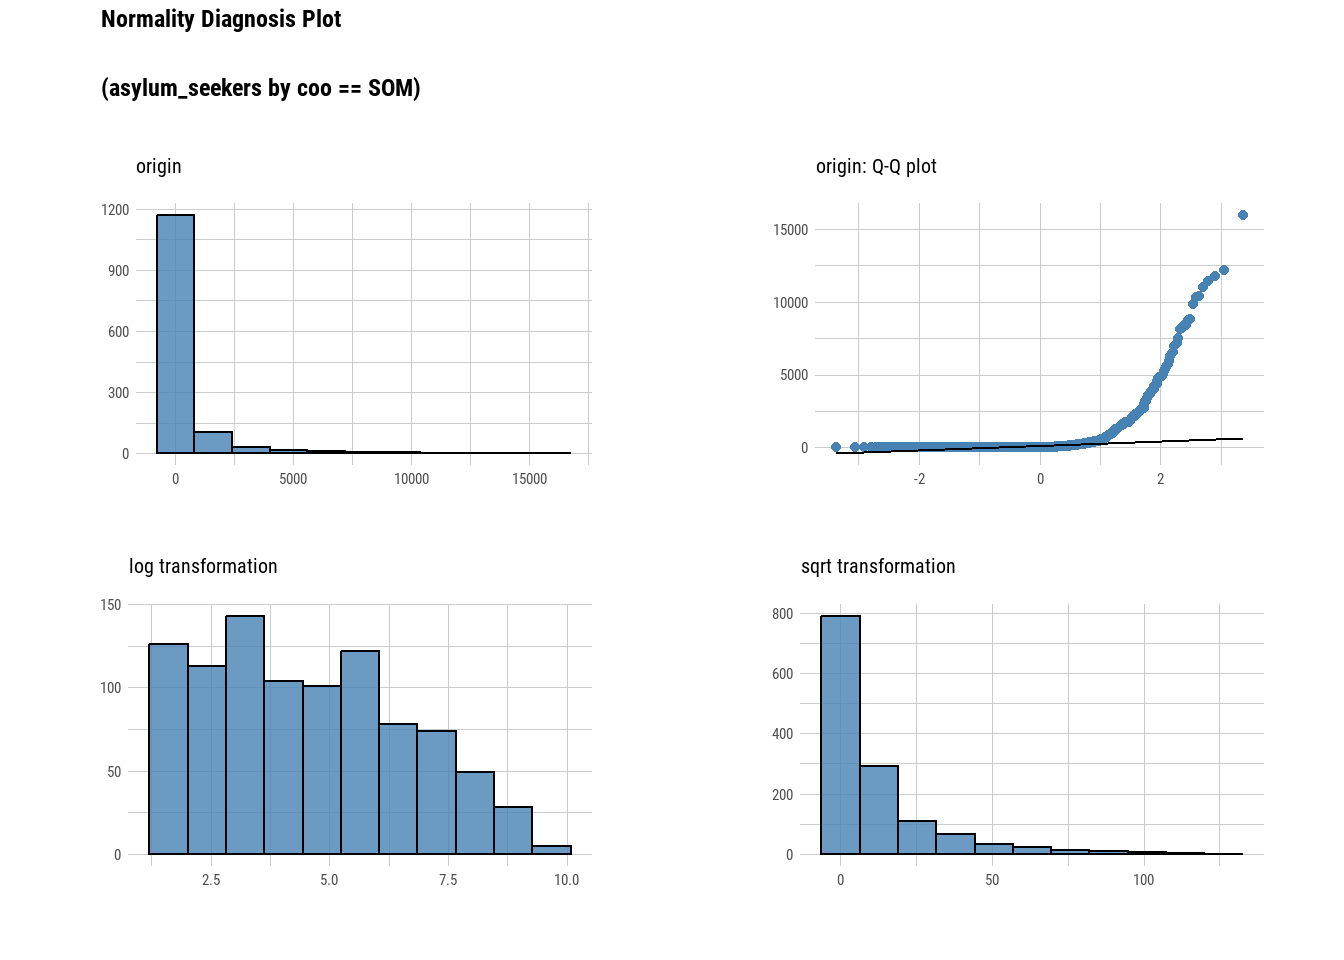 Normality Diagnosis Plot
(asylum_seekers by coo == SOM)
origin
1200
900
600
300
0
0 5000 10000 15000
origin: Q-Q plot
15000
10000
5000
0
-2 0 2
log transformation
150
100
50
0
2.5 5.0 7.5 10.0
sqrt transformation
800
600
400
200
0
0 50 100